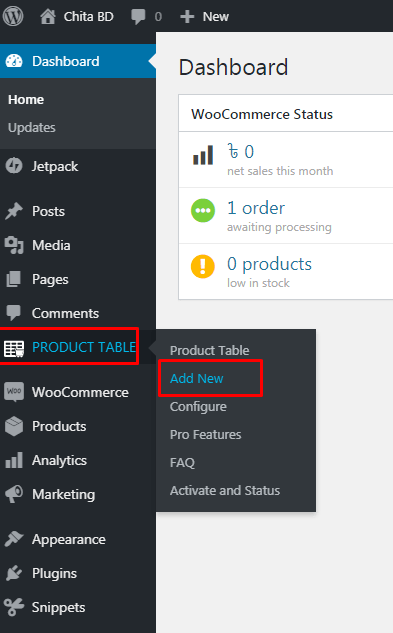 Chita BD 0 New
Dashboard
Home
Updates
Jetpack
Posts
Media
Pages
Comments
PRODUCT TABLE
WooCommerce
Products
Analytics
Marketing
Appearance
Plugins
Snippets
Product Table
Add New
Configure
Pro Features
FAQ
Activate and Status
Dashboard
WooCommerce Status
৳ 0
net sales this month
1 order
awaiting processing
0 products
low in stock